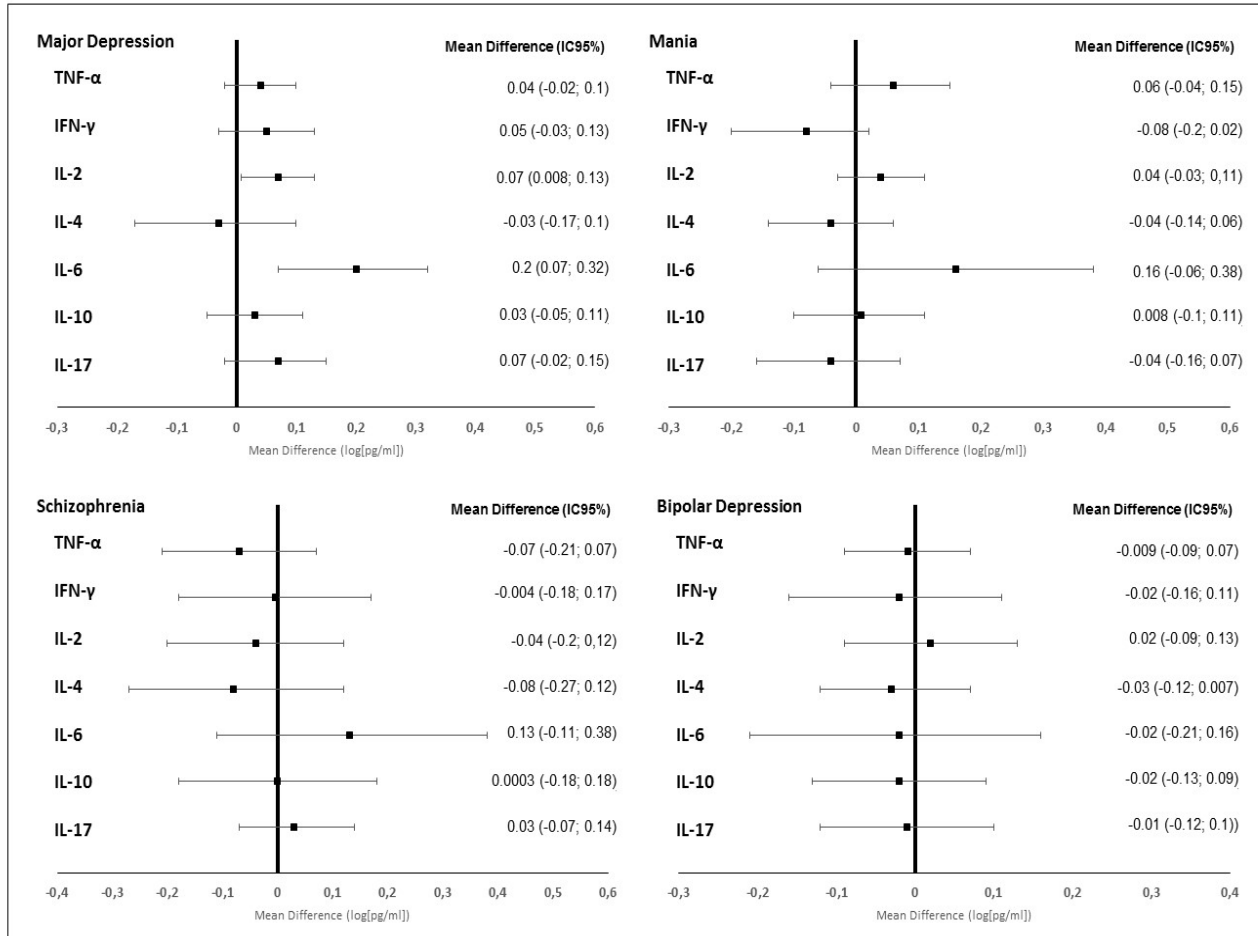 Major Depression
Mean Difference (IC95%)
TNF-α
0.04 (-0.02; 0.1)
IFN-γ
0.05 (-0.03; 0.13)
IL-2
0.07 (0.008; 0.13)
IL-4
-0.03 (-0.17; 0.1)
IL-6
0.2 (0.07; 0.32)
IL-10
0.03 (-0.05; 0.11)
IL-17
0.07 (-0.02; 0.15)
-0,3 -0,2 -0,1 0 0,1 0,2 0,3 0,4 0,5 0,6
Mean Difference (log[pg/ml])
Mania
Mean Difference (IC95%)
TNF-α
0.06 (-0.04; 0.15)
IFN-γ
-0.08 (-0.2; 0.02)
IL-2
0.04 (-0.03; 0,11)
IL-4
-0.04 (-0.14; 0.06)
IL-6
0.16 (-0.06; 0.38)
IL-10
0.008 (-0.1; 0.11)
IL-17
-0.04 (-0.16; 0.07)
-0,3 -0,2 -0,1 0 0,1 0,2 0,3 0,4 0,5 0,6
Mean Difference (log[pg/ml])
Schizophrenia
Mean Difference (IC95%)
TNF-α
-0.07 (-0.21; 0.07)
IFN-γ
-0.004 (-0.18; 0.17)
IL-2
-0.04 (-0.2; 0,12)
IL-4
-0.08 (-0.27; 0.12)
IL-6
0.13 (-0.11; 0.38)
IL-10
0.0003 (-0.18; 0.18)
IL-17
0.03 (-0.07; 0.14)
-0,4 -0,3 -0,2 -0,1 0 0,1 0,2 0,3 0,4 0,5 0,6
Mean Difference (log[pg/ml])
Bipolar Depression
Mean Difference (IC95%)
TNF-α
-0.009 (-0.09; 0.07)
IFN-γ
-0.02 (-0.16; 0.11)
IL-2
0.02 (-0.09; 0.13)
IL-4
-0.03 (-0.12; 0.007)
IL-6
-0.02 (-0.21; 0.16)
IL-10
-0.02 (-0.13; 0.09)
IL-17
-0.01 (-0.12; 0.1))
-0,3 -0,2 -0,1 0 0,1 0,2 0,3 0,4
Mean Difference (log[pg/ml])